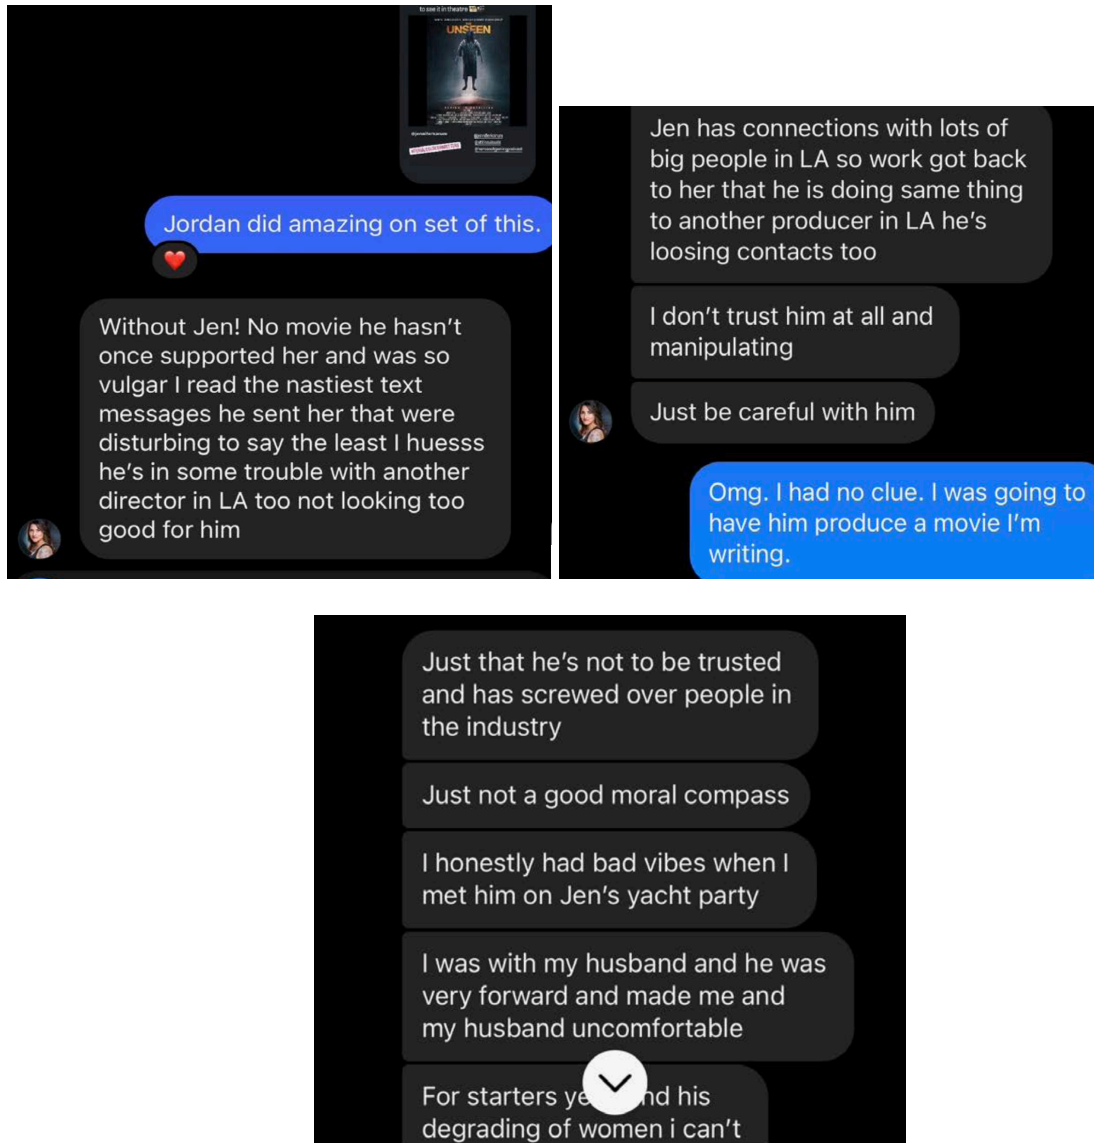 to see it in theatre
UNSEEN
Jordan did amazing on set of this.
Without Jen! No movie he hasn’t
once supported her and was so
vulgar I read the nastiest text
messages he sent her that were
disturbing to say the least I huesss
he’s in some trouble with another
director in LA too not looking too
good for him
Jen has connections with lots of
big people in LA so work got back
to her that he is doing same thing
to another producer in LA he’s
loosing contacts too
I don’t trust him at all and
manipulating
Just be careful with him
Omg. I had no clue. I was going to
have him produce a movie I’m
writing.
Just that he’s not to be trusted
and has screwed over people in
the industry
Just not a good moral compass
I honestly had bad vibes when I
met him on Jen’s yacht party
I was with my husband and he was
very forward and made me and
my husband uncomfortable
For starters his
degrading of women i can’t